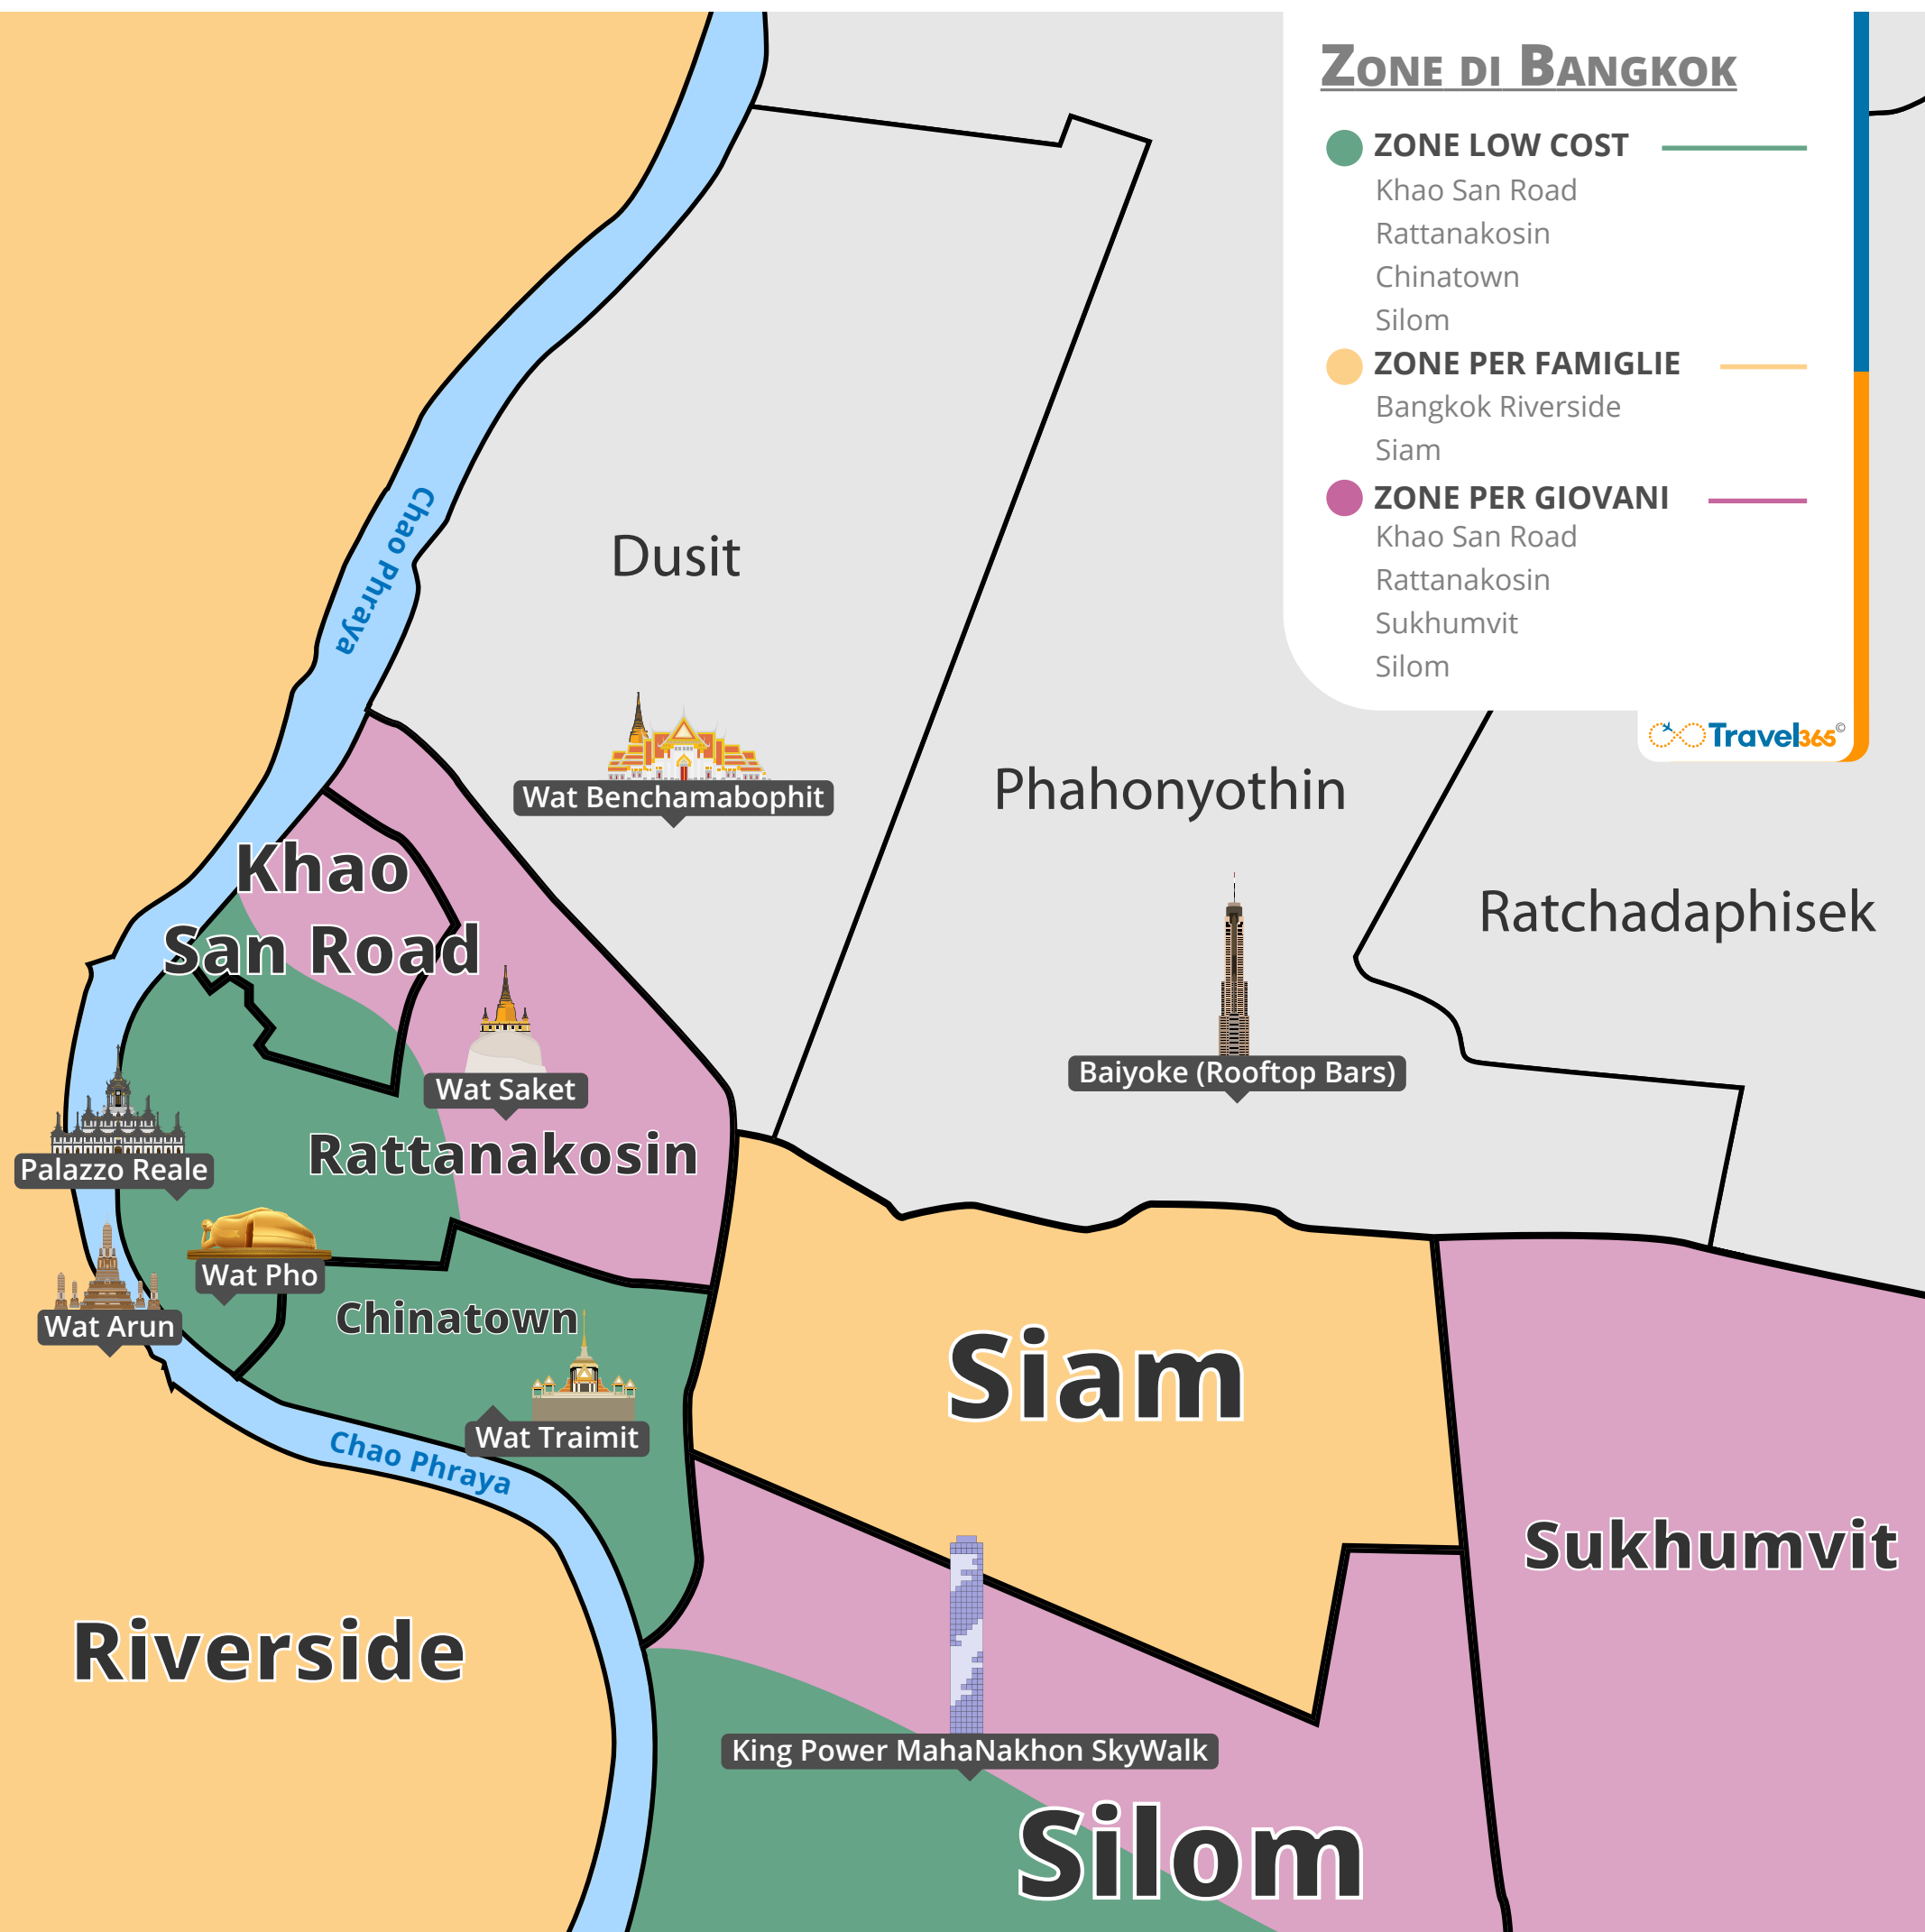 ZONE DI BANGKOK
ZONE LOW COST
Khao San Road
Rattanakosin
Chinatown
Silom
ZONE PER FAMIGLIE
Bangkok Riverside
Siam
ZONE PER GIOVANI
Khao San Road
Rattanakosin
Sukhumvit
Silom
Travel365©
Chao Phraya
Dusit
Wat Benchamabophit
Phahonyothin
Ratchadaphisek
Khao
San Road
Baiyoke (Rooftop Bars)
Wat Saket
Rattanakosin
Palazzo Reale
Wat Pho
Wat Arun
Chinatown
Wat Traimit
Chao Phraya
Siam
Sukhumvit
Riverside
King Power MahaNakhon SkyWalk
Silom